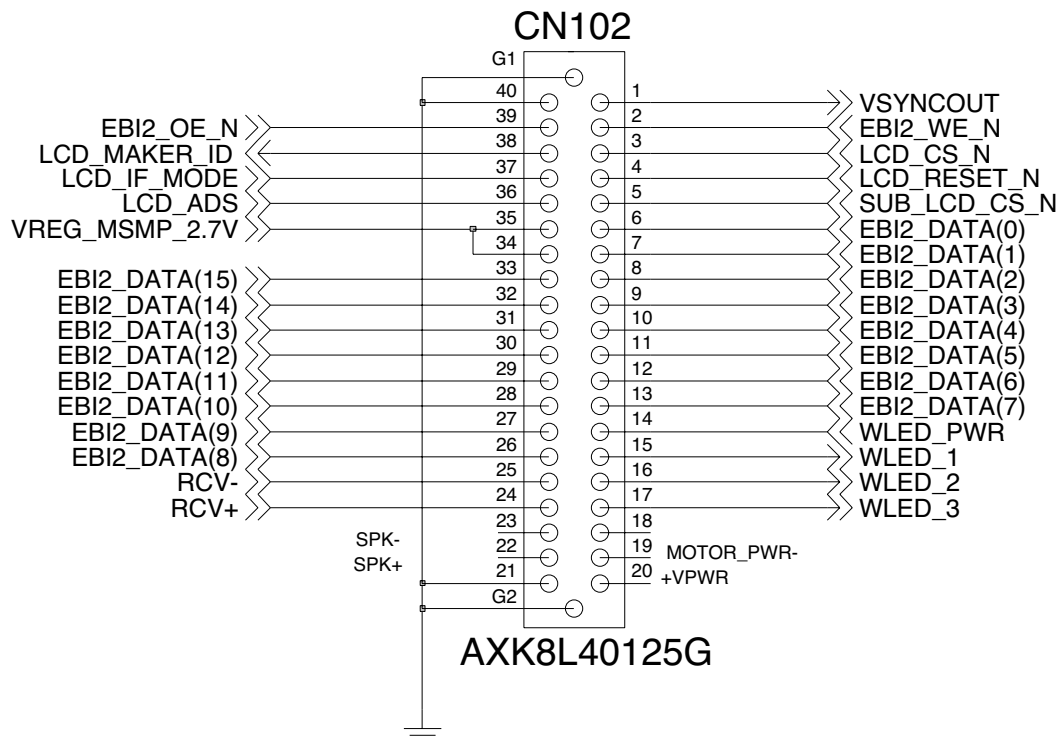 CN102
G1
40
1
VSYNCOUT
39
2
EBI2_OE_N
EBI2_WE_N
38
3
LCD_MAKER_ID
LCD_CS_N
37
4
LCD_IF_MODE
LCD_RESET_N
36
5
LCD_ADS
SUB_LCD_CS_N
35
6
VREG_MSMP_2.7V
EBI2_DATA(0)
34
7
EBI2_DATA(1)
33
8
EBI2_DATA(15)
EBI2_DATA(2)
32
9
EBI2_DATA(14)
EBI2_DATA(3)
31
10
EBI2_DATA(13)
EBI2_DATA(4)
30
11
EBI2_DATA(12)
EBI2_DATA(5)
29
12
EBI2_DATA(11)
EBI2_DATA(6)
28
13
EBI2_DATA(10)
EBI2_DATA(7)
27
14
EBI2_DATA(9)
WLED_PWR
26
15
EBI2_DATA(8)
WLED_1
25
16
RCV-
WLED_2
24
17
RCV+
WLED_3
23
18
SPK-
22
19
MOTOR_PWR-
SPK+
21
20
+VPWR
G2
AXK8L40125G